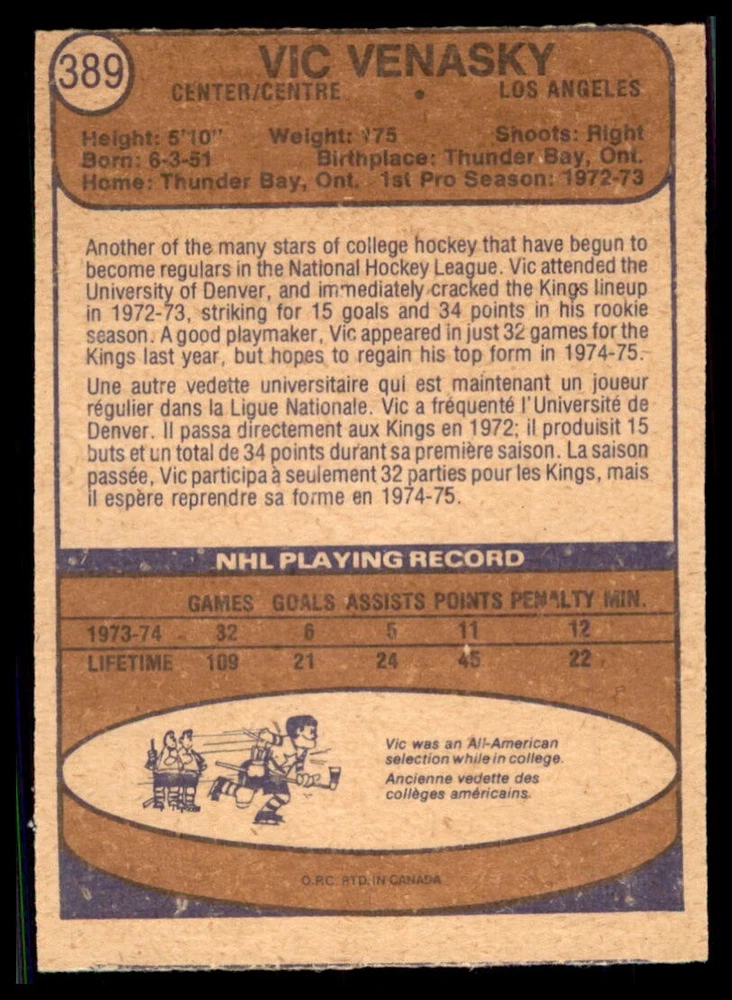 389
VIC VENASKY
CENTER/CENTRE • LOS ANGELES
Height: 5'10" Weight: 175 Shoots: Right
Born: 6-3-51 Birthplace: Thunder Bay, Ont.
Home: Thunder Bay, Ont. 1st Pro Season: 1972-73
Another of the many stars of college hockey that have begun to
become regulars in the National Hockey League. Vic attended the
University of Denver, and immediately cracked the Kings lineup
in 1972-73, striking for 15 goals and 34 points in his rookie
season. A good playmaker, Vic appeared in just 32 games for the
Kings last year, but hopes to regain his top form in 1974-75.
Une autre vedette universitaire qui est maintenant un joueur
régulier dans la Ligue Nationale. Vic a fréquenté l'Université de
Denver. Il passa directement aux Kings en 1972; il produisit 15
buts et un total de 34 points durant sa première saison. La saison
passée, Vic participa à seulement 32 parties pour les Kings, mais
il espère reprendre sa forme en 1974-75.
NHL PLAYING RECORD
GAMES GOALS ASSISTS POINTS PENALTY MIN.
1973-74 32 6 5 11 12
LIFETIME 109 21 24 45 22
Vic was an All-American
selection while in college.
Ancienne vedette des
collèges américains.
O.P.C. PTD. IN CANADA